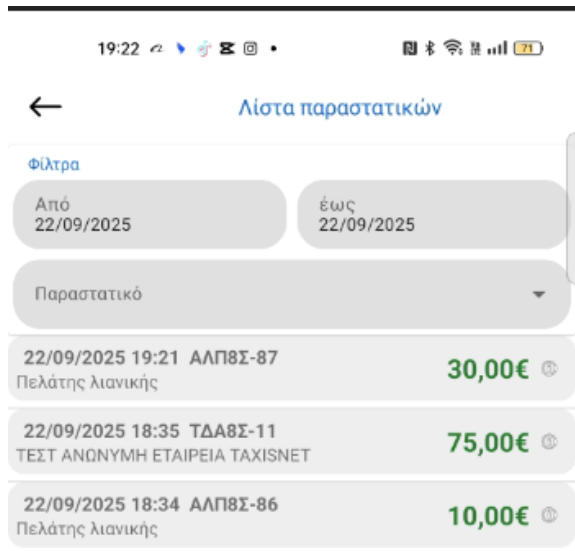 19:22
71
Λίστα παραστατικών
Φίλτρα
Από
22/09/2025
έως
22/09/2025
Παραστατικό
22/09/2025 19:21 ΑΛΠ8Σ-87
30,00€
Πελάτης λιανικής
22/09/2025 18:35 ΤΔΑ8Σ-11
75,00€
ΤΕΣΤ ΑΝΩΝΥΜΗ ΕΤΑΙΡΕΙΑ TAXISNET
22/09/2025 18:34 ΑΛΠ8Σ-86
10,00€
Πελάτης λιανικής